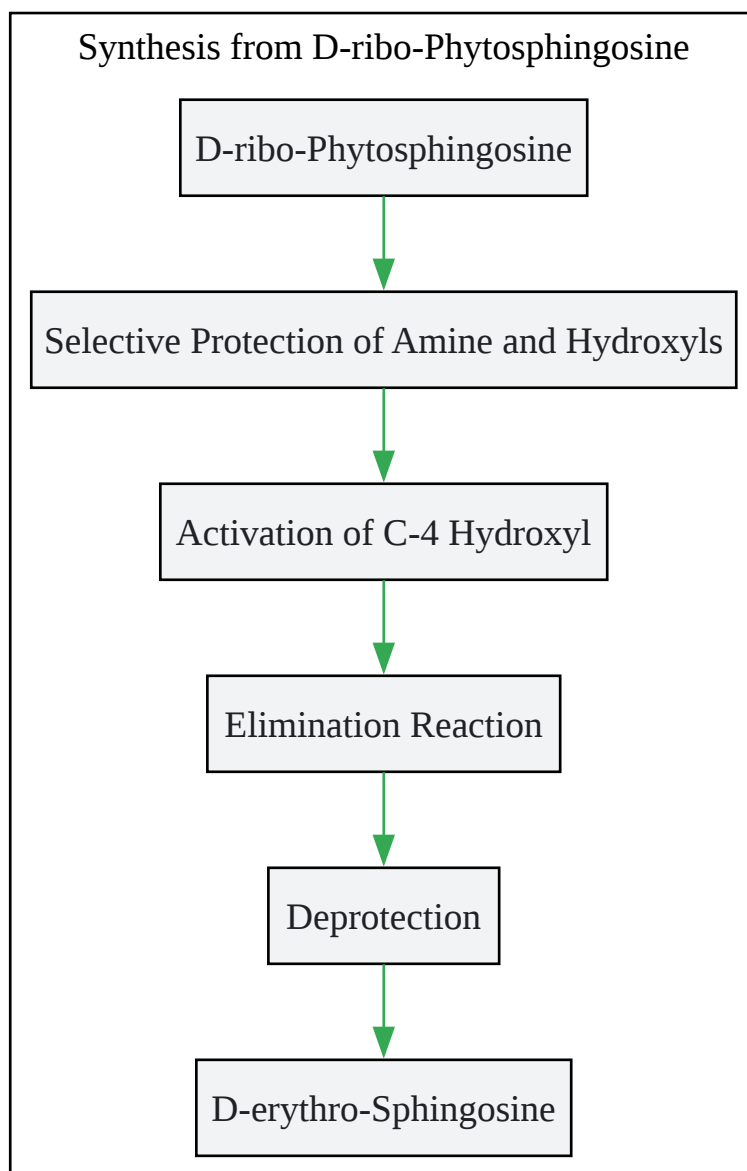 Synthesis from D-ribo-Phytosphingosine
D-ribo-Phytosphingosine
Selective Protection of Amine and Hydroxyls
Activation of C-4 Hydroxyl
Elimination Reaction
Deprotection
D-erythro-Sphingosine